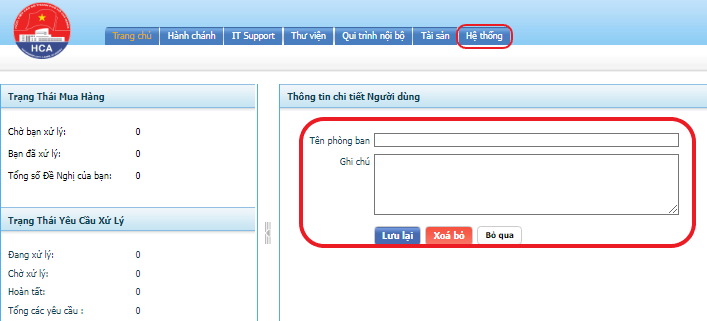 HCA
Trang chủ Hành chánh IT Support Thư viện Qui trình nội bộ Tài sản Hệ thống
Trạng Thái Mua Hàng
Chờ bạn xử lý: 0
Bạn đã xử lý: 0
Tổng số Đề Nghị của bạn: 0
Trạng Thái Yêu Cầu Xử Lý
Đang xử lý: 0
Chờ xử lý: 0
Hoàn tất: 0
Tổng các yêu cầu : 0
Thông tin chi tiết Người dùng
Tên phòng ban
Ghi chú
Lưu lại Xoá bỏ Bỏ qua